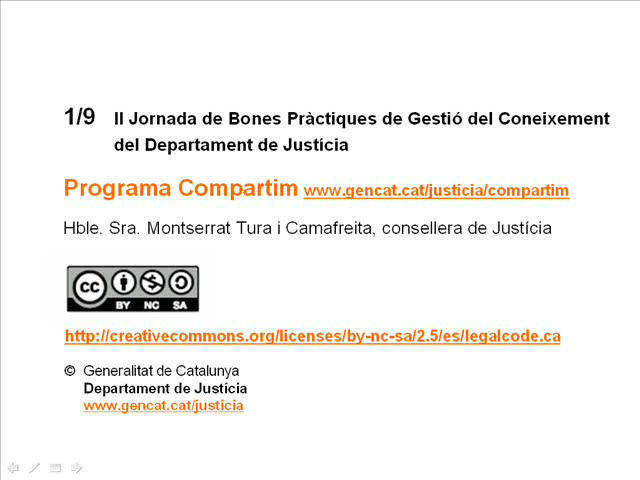 1/9 II Jornada de Bones Pràctiques de Gestió del Coneixement
del Departament de Justícia
Programa Compartim www.gencat.cat/justicia/compartim
Hble. Sra. Montserrat Tura i Camafreita, consellera de Justícia
cc BY NC SA
http://creativecommons.org/licenses/by-nc-sa/2.5/es/legalcode.ca
© Generalitat de Catalunya
Departament de Justícia
www.gencat.cat/justicia